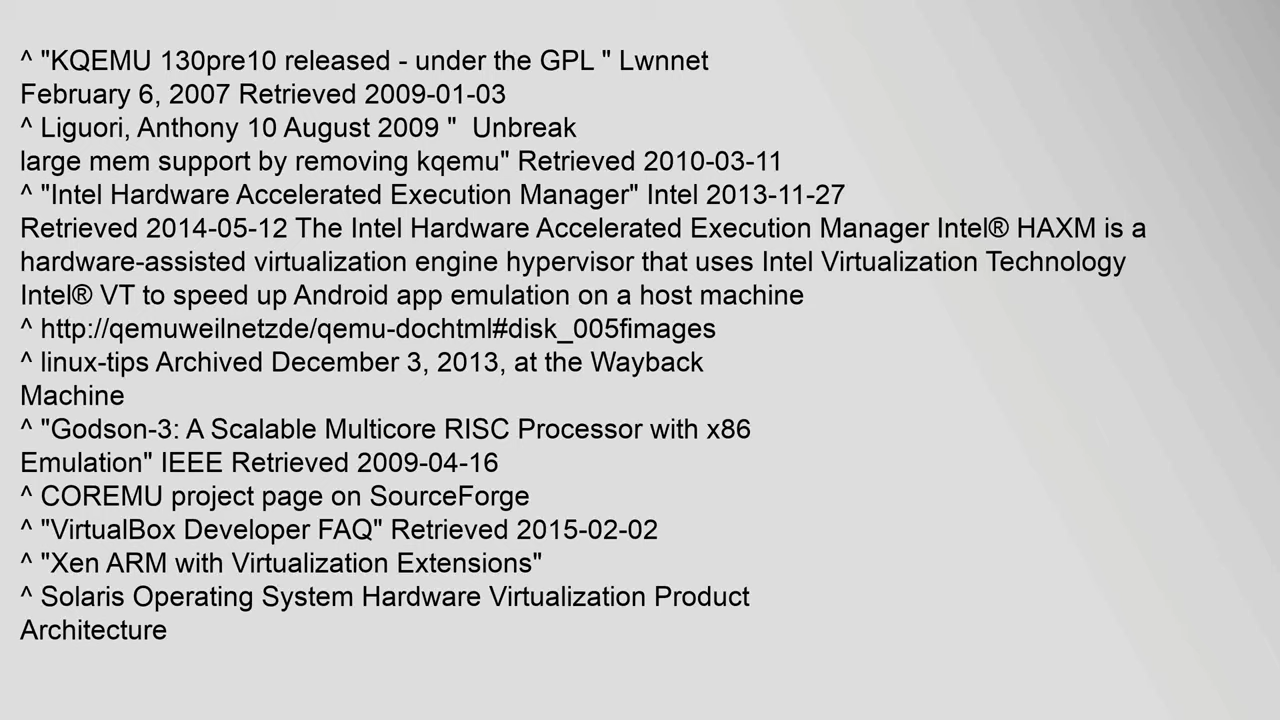 ^ "KQEMU 130pre10 released - under the GPL " Lwnnet
February 6, 2007 Retrieved 2009-01-03
^ Liguori, Anthony 10 August 2009 "  Unbreak
large mem support by removing kqemu" Retrieved 2010-03-11
^ "Intel Hardware Accelerated Execution Manager" Intel 2013-11-27
Retrieved 2014-05-12 The Intel Hardware Accelerated Execution Manager Intel® HAXM is a
hardware-assisted virtualization engine hypervisor that uses Intel Virtualization Technology
Intel® VT to speed up Android app emulation on a host machine
^ http://qemuweilnetzde/qemu-dochtml#disk_005fimages
^ linux-tips Archived December 3, 2013, at the Wayback
Machine
^ "Godson-3: A Scalable Multicore RISC Processor with x86
Emulation" IEEE Retrieved 2009-04-16
^ COREMU project page on SourceForge
^ "VirtualBox Developer FAQ" Retrieved 2015-02-02
^ "Xen ARM with Virtualization Extensions"
^ Solaris Operating System Hardware Virtualization Product
Architecture